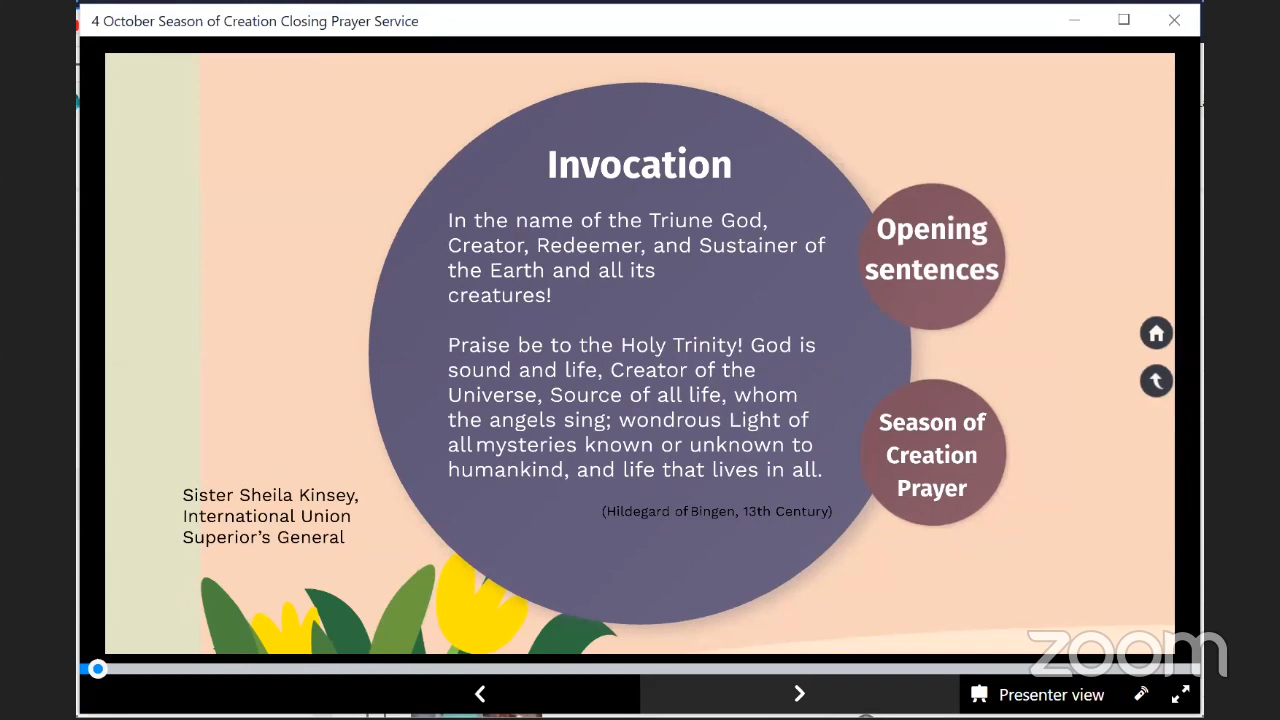 4 October Season of Creation Closing Prayer Service
Invocation
In the name of the Triune God,
Creator, Redeemer, and Sustainer of
the Earth and all its
creatures!
Praise be to the Holy Trinity! God is
sound and life, Creator of the
Universe, Source of all life, whom
the angels sing; wondrous Light of
all mysteries known or unknown to
humankind, and life that lives in all.
(Hildegard of Bingen, 13th Century)
Opening
sentences
Season of
Creation
Prayer
Sister Sheila Kinsey,
International Union
Superior's General
zoom
Presenter view